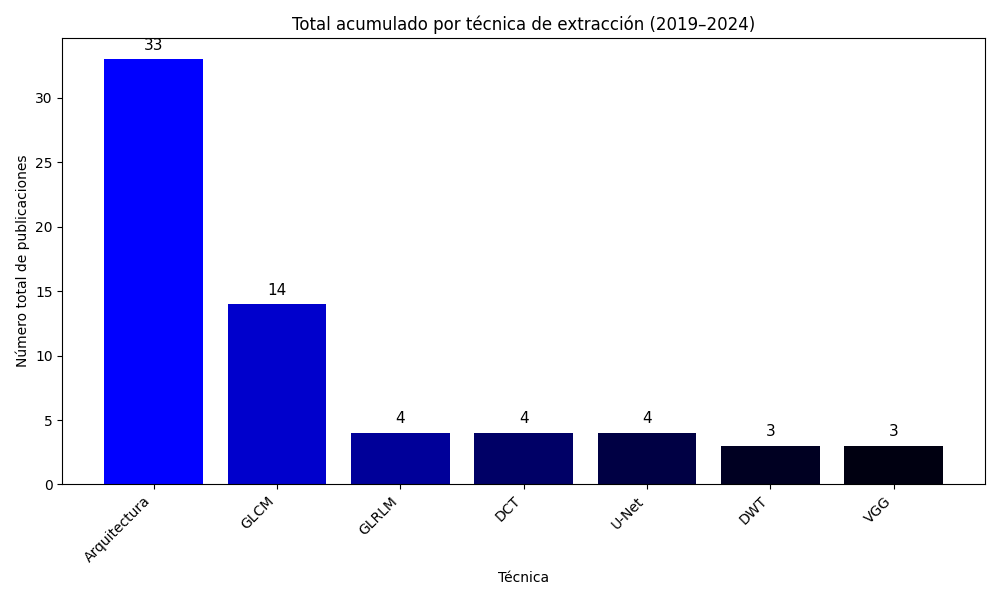 Total acumulado por técnica de extracción (2019–2024)
Número total de publicaciones
30
25
20
15
10
5
0
33
14
4
4
4
3
3
Arquitectura
GLCM
GLRLM
DCT
U-Net
DWT
VGG
Técnica